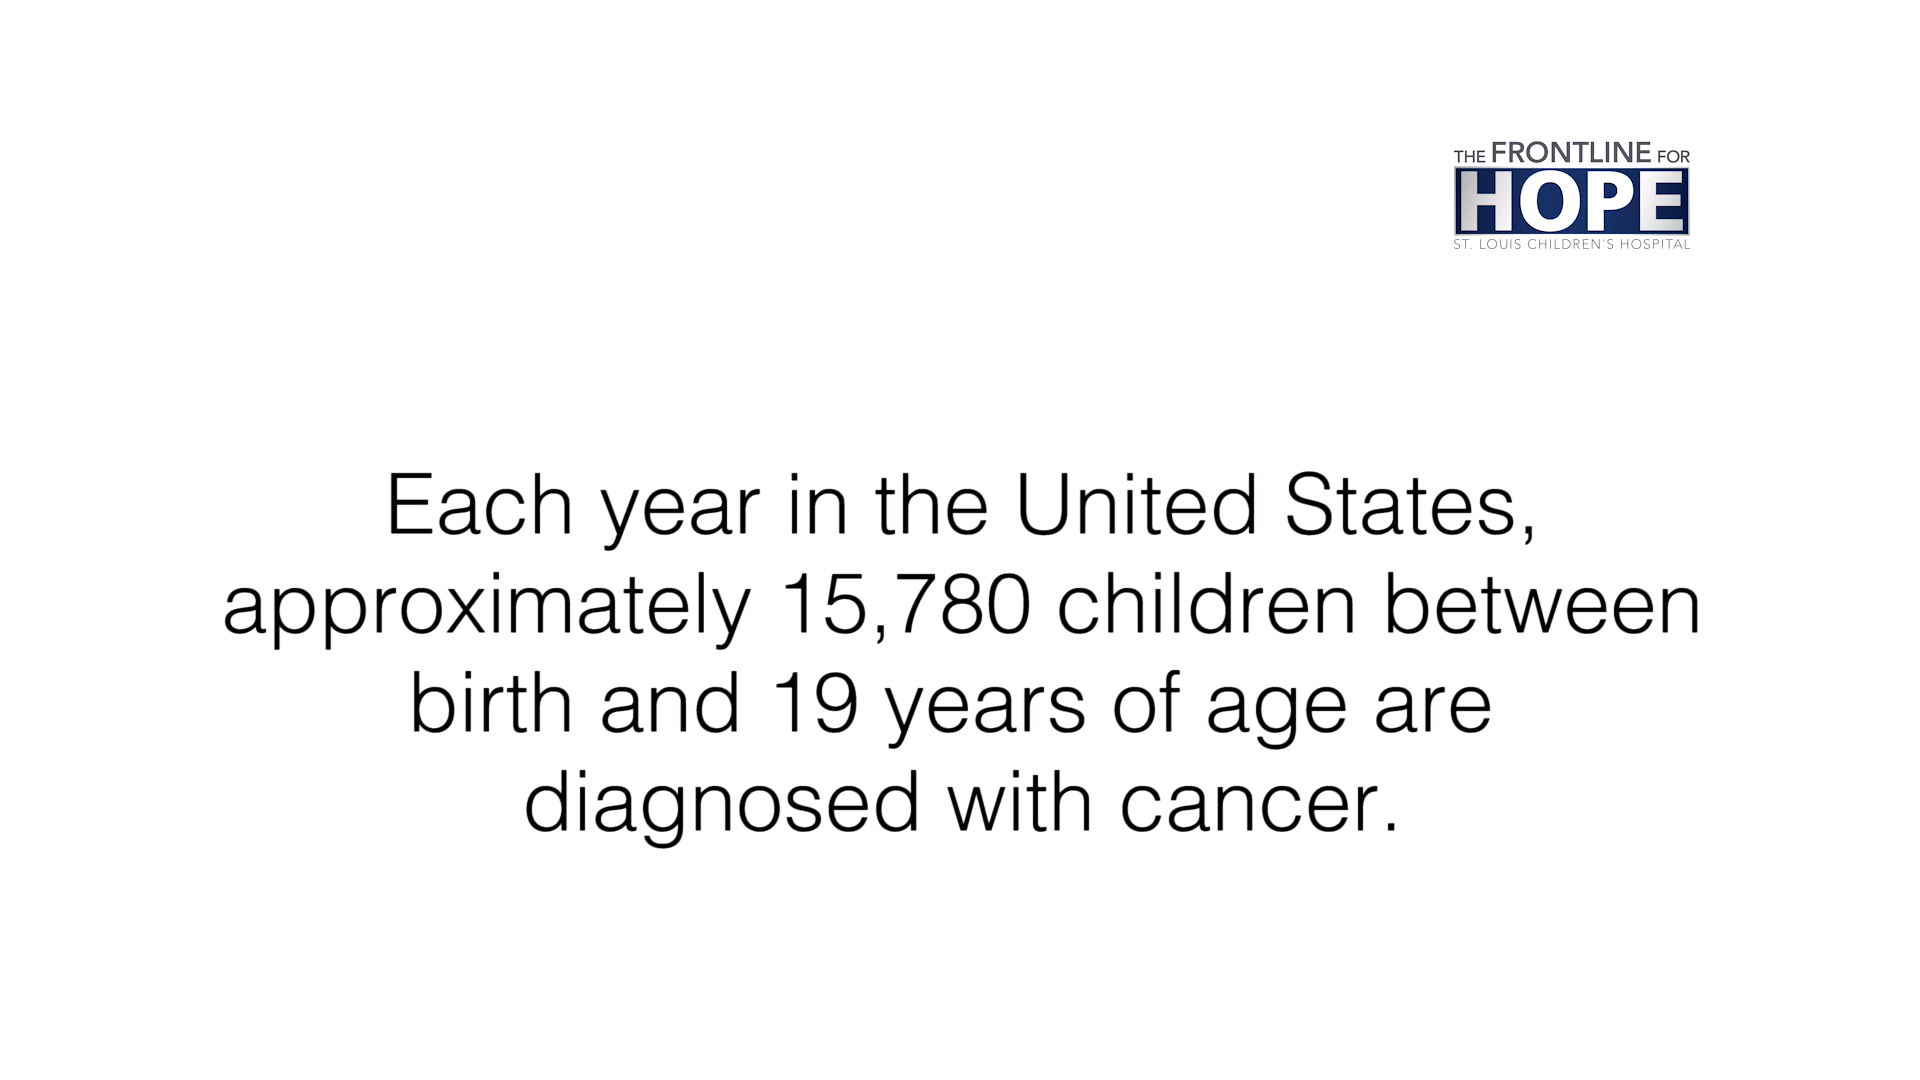 THE FRONTLINE FOR
HOPE
ST. LOUIS CHILDREN'S HOSPITAL
Each year in the United States,
approximately 15,780 children between
birth and 19 years of age are
diagnosed with cancer.